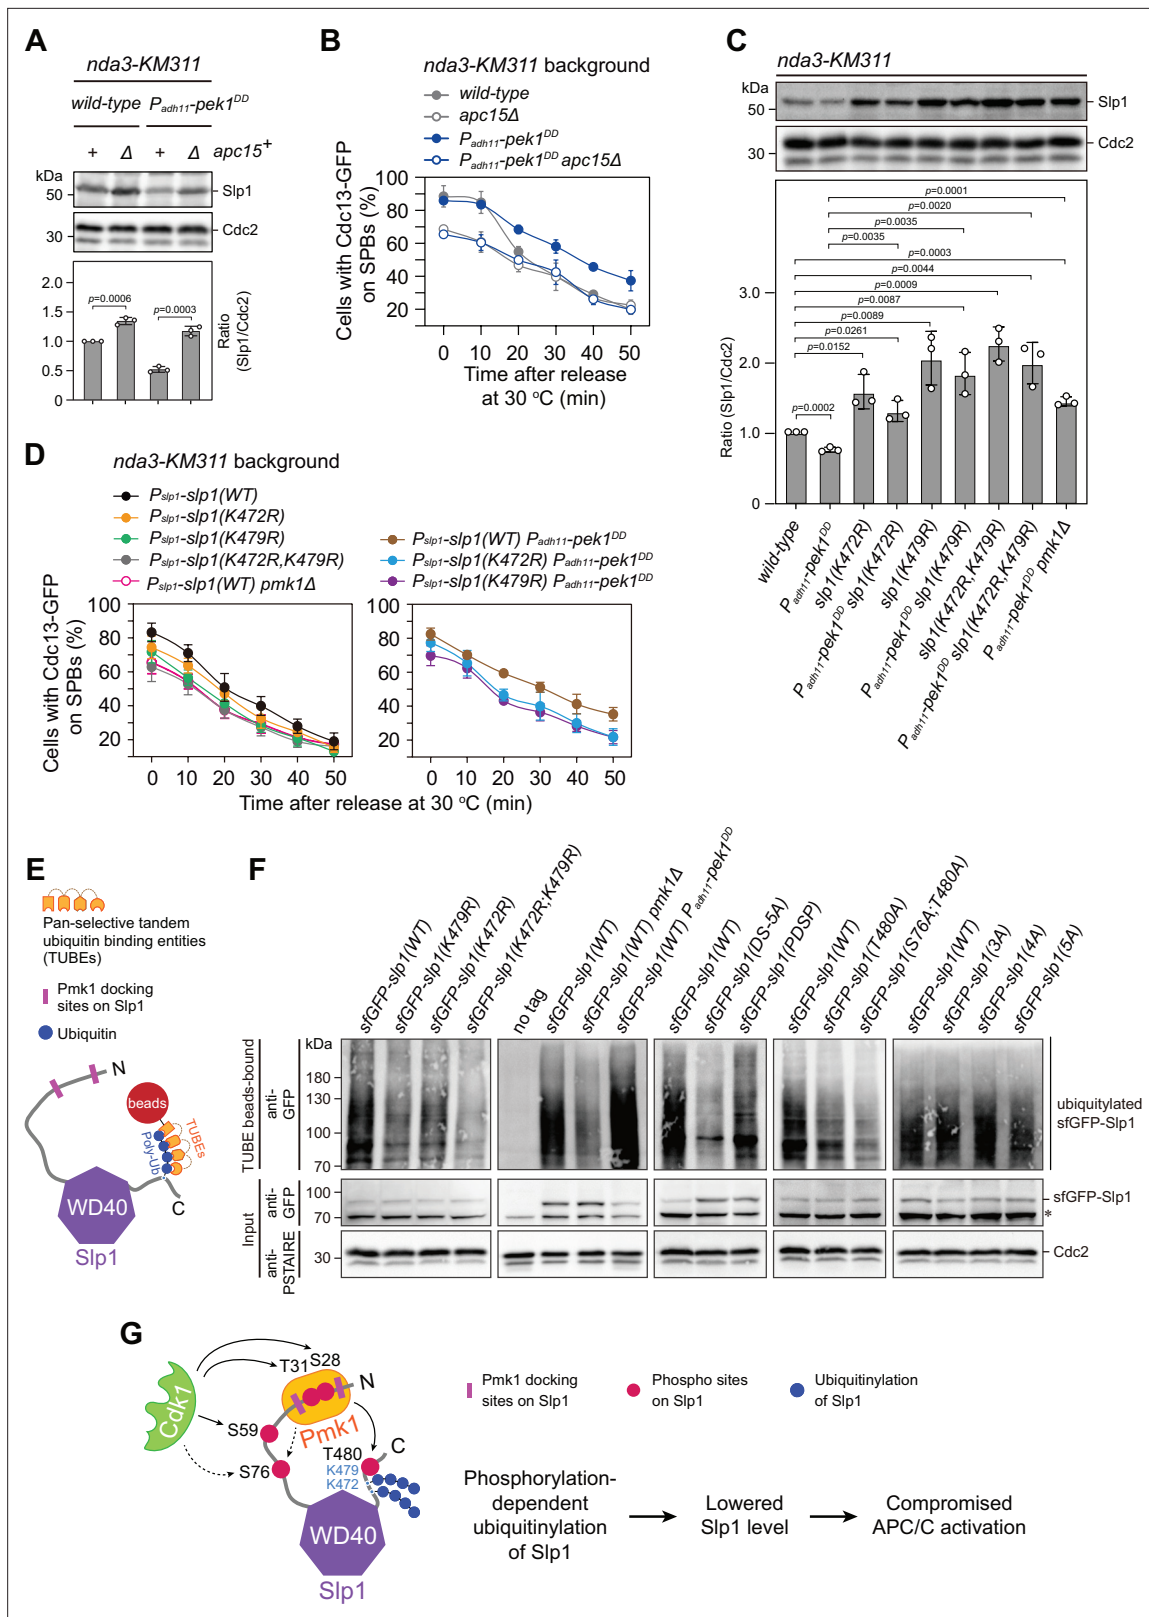 A
nda3-KM311
wild-type Padh11-pek1DD
+ Δ + Δ apc15+
kDa
50
Slp1
30
Cdc2
2.0
1.5
1.0
0.5
0
p=0.0006
p=0.0003
Ratio
(Slp1/Cdc2)
B
nda3-KM311 background
wild-type
apc15Δ
Padh11-pek1DD
Padh11-pek1DD apc15Δ
Cells with Cdc13-GFP
on SPBs (%)
100
80
60
40
20
0 10 20 30 40 50
Time after release
at 30 °C (min)
C
nda3-KM311
kDa
50
Slp1
30
Cdc2
p=0.0001
p=0.0020
p=0.0035
p=0.0035
p=0.0003
p=0.0044
p=0.0009
p=0.0087
p=0.0089
p=0.0261
p=0.0152
p=0.0002
Ratio (Slp1/Cdc2)
3.0
2.0
1.0
0
wild-type
Padh11-pek1DD
slp1(K472R)
Padh11-pek1DD slp1(K472R)
slp1(K479R)
Padh11-pek1DD slp1(K479R)
slp1(K472R,K479R)
Padh11-pek1DD slp1(K472R,K479R)
Padh11-pek1DD pmk1Δ
D
nda3-KM311 background
Pslp1-slp1(WT)
Pslp1-slp1(K472R)
Pslp1-slp1(K479R)
Pslp1-slp1(K472R,K479R)
Pslp1-slp1(WT) pmk1Δ
Pslp1-slp1(WT) Padh11-pek1DD
Pslp1-slp1(K472R) Padh11-pek1DD
Pslp1-slp1(K479R) Padh11-pek1DD
Cells with Cdc13-GFP
on SPBs (%)
100
80
60
40
20
0 10 20 30 40 50
100
80
60
40
20
0 10 20 30 40 50
Time after release at 30 °C (min)
E
Pan-selective tandem
ubiquitin binding entities
(TUBEs)
Pmk1 docking
sites on Slp1
Ubiquitin
N
beads
Poly-Ub
TUBEs
WD40
C
Slp1
F
sfGFP-slp1(WT)
sfGFP-slp1(K479R)
sfGFP-slp1(K472R)
sfGFP-slp1(K472R;K479R)
no tag
sfGFP-slp1(WT)
sfGFP-slp1(WT) pmk1Δ
sfGFP-slp1(WT) Padh11-pek1DD
sfGFP-slp1(WT)
sfGFP-slp1(DS-5A)
sfGFP-slp1(PDSP)
sfGFP-slp1(WT)
sfGFP-slp1(T480A)
sfGFP-slp1(S76A;T480A)
sfGFP-slp1(WT)
sfGFP-slp1(3A)
sfGFP-slp1(4A)
sfGFP-slp1(5A)
TUBE beads-bound
anti-
GFP
kDa
180
130
100
70
ubiquitylated
sfGFP-Slp1
Input
anti-
GFP
100
70
sfGFP-Slp1
*
anti-
PSTAIRE
30
Cdc2
G
Cdk1
T31
S28
N
Pmk1
S59
S76
T480
K479
K472
C
WD40
Slp1
Pmk1 docking
sites on Slp1
Phospho sites
on Slp1
Ubiquitinylation
of Slp1
Phosphorylation-
dependent
ubiquitinylation
of Slp1
Lowered
Slp1 level
Compromised
APC/C activation